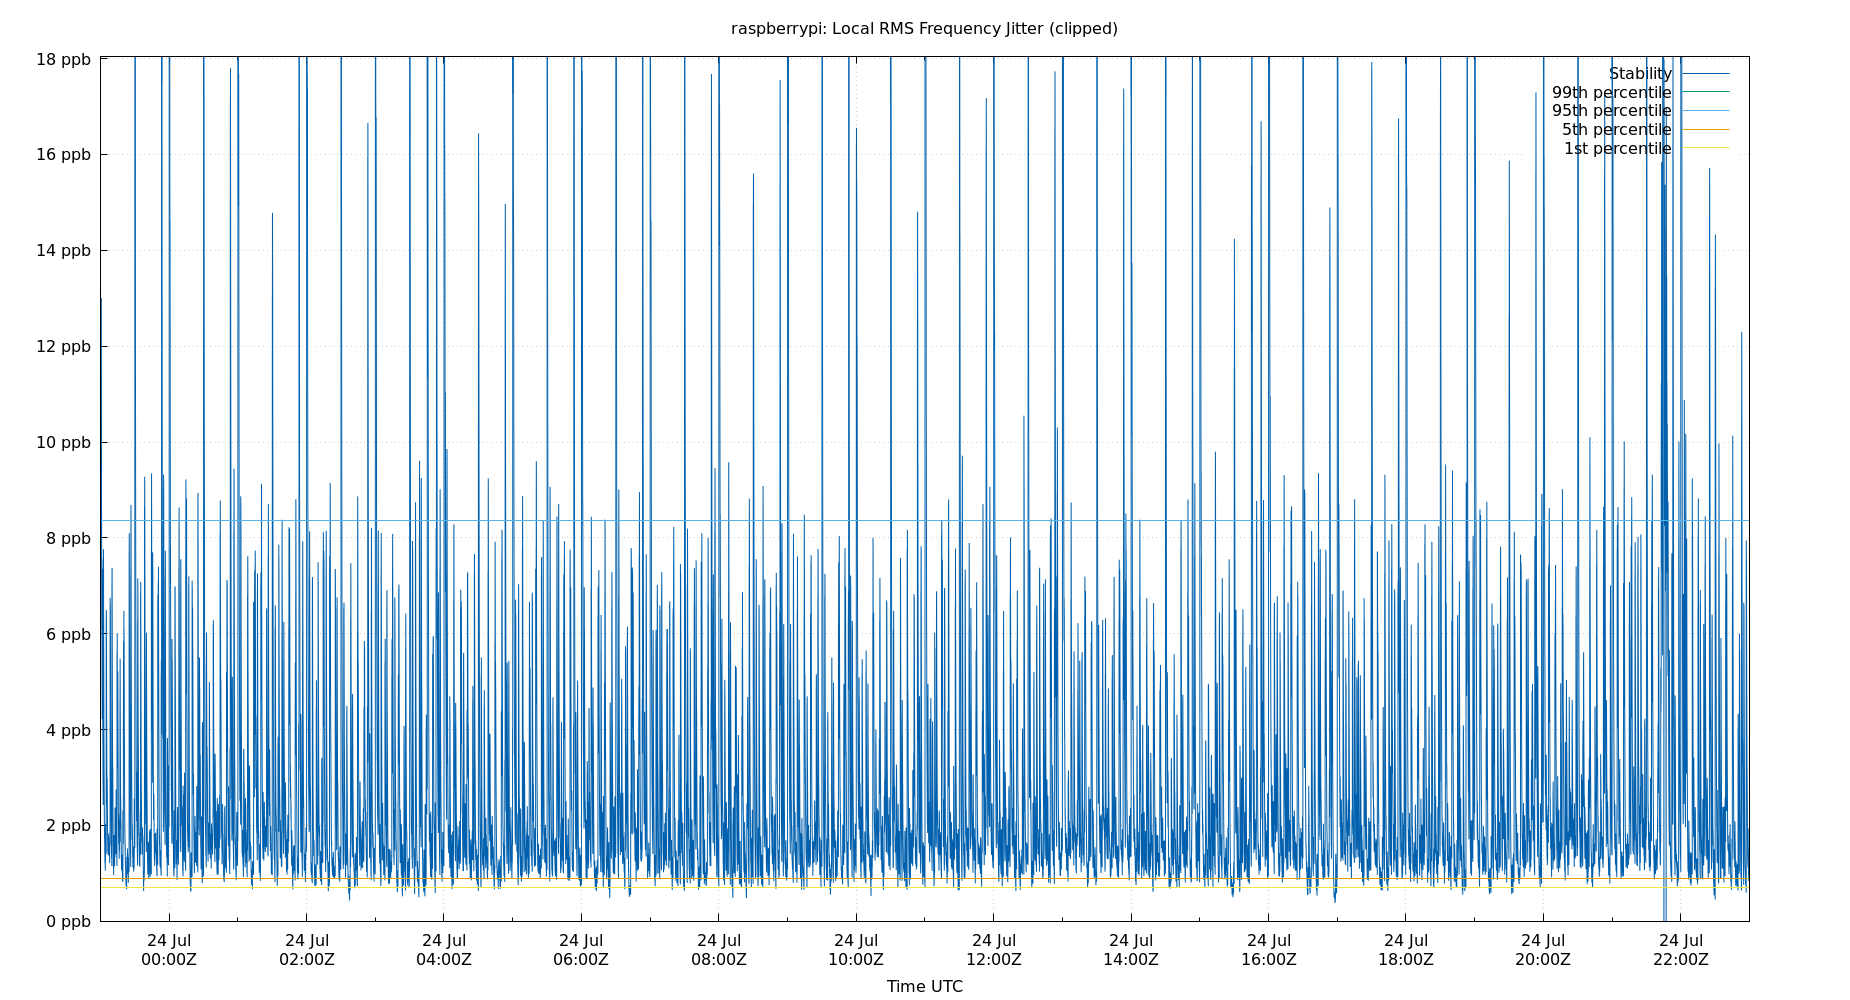 raspberrypi: Local RMS Frequency Jitter (clipped)
18 ppb
16 ppb
14 ppb
12 ppb
10 ppb
8 ppb
6 ppb
4 ppb
2 ppb
0 ppb
Stability
99th percentile
95th percentile
5th percentile
1st percentile
24 Jul 24 Jul 24 Jul 24 Jul 24 Jul 24 Jul 24 Jul 24 Jul 24 Jul 24 Jul 24 Jul 24 Jul
00:00Z 02:00Z 04:00Z 06:00Z 08:00Z 10:00Z 12:00Z 14:00Z 16:00Z 18:00Z 20:00Z 22:00Z
Time UTC